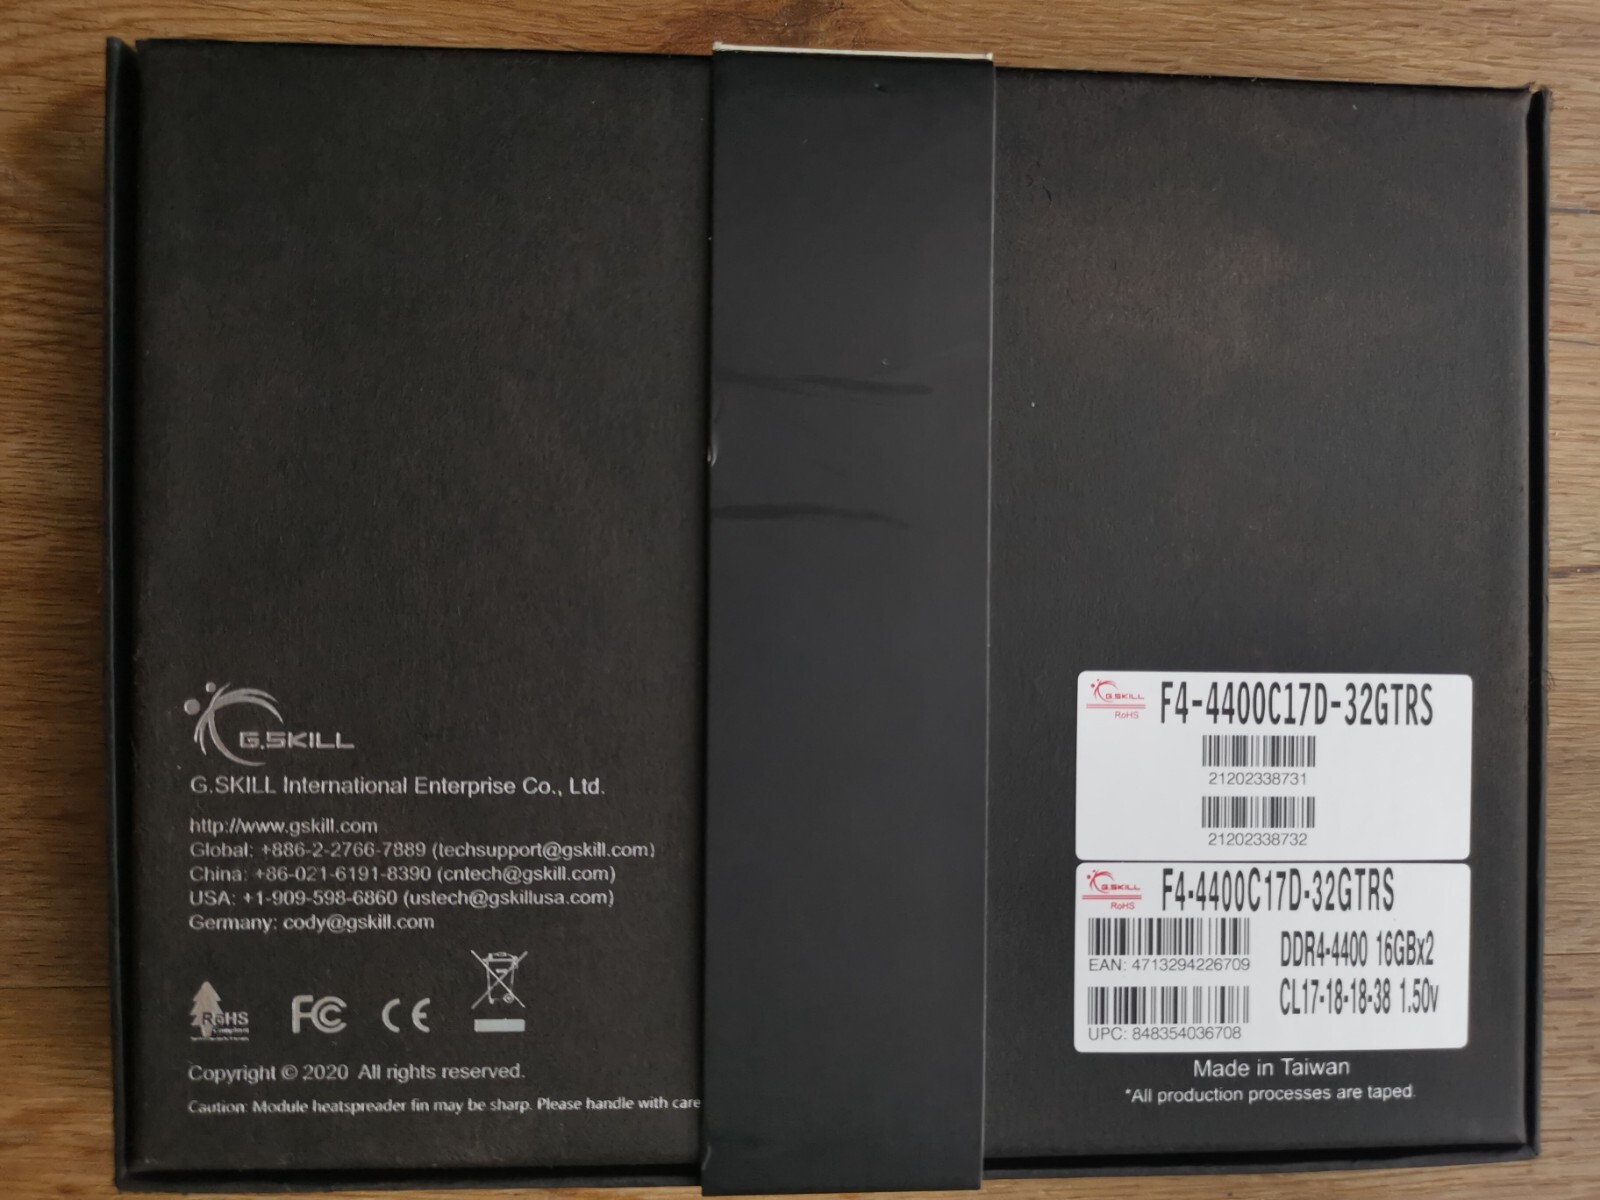 G.SKILL
G.SKILL International Enterprise Co., Ltd.
http://www.gskill.com
Global: +886-2-2766-7889 (techsupport@gskill.com)
China: +86-021-6191-8390 (cntech@gskill.com)
USA: +1-909-598-6860 (ustech@gskillusa.com)
Germany: cody@gskill.com
RoHS
FC CE
Copyright © 2020 All rights reserved.
Caution: Module heatspreader fin may be sharp. Please handle with care
G.SKILL
RoHS
F4-4400C17D-32GTRS
21202338731
21202338732
G.SKILL
RoHS
F4-4400C17D-32GTRS
EAN: 4713294226709
DDR4-4400 16GBx2
CL17-18-18-38 1.50v
UPC: 848354036708
Made in Taiwan
*All production processes are taped.